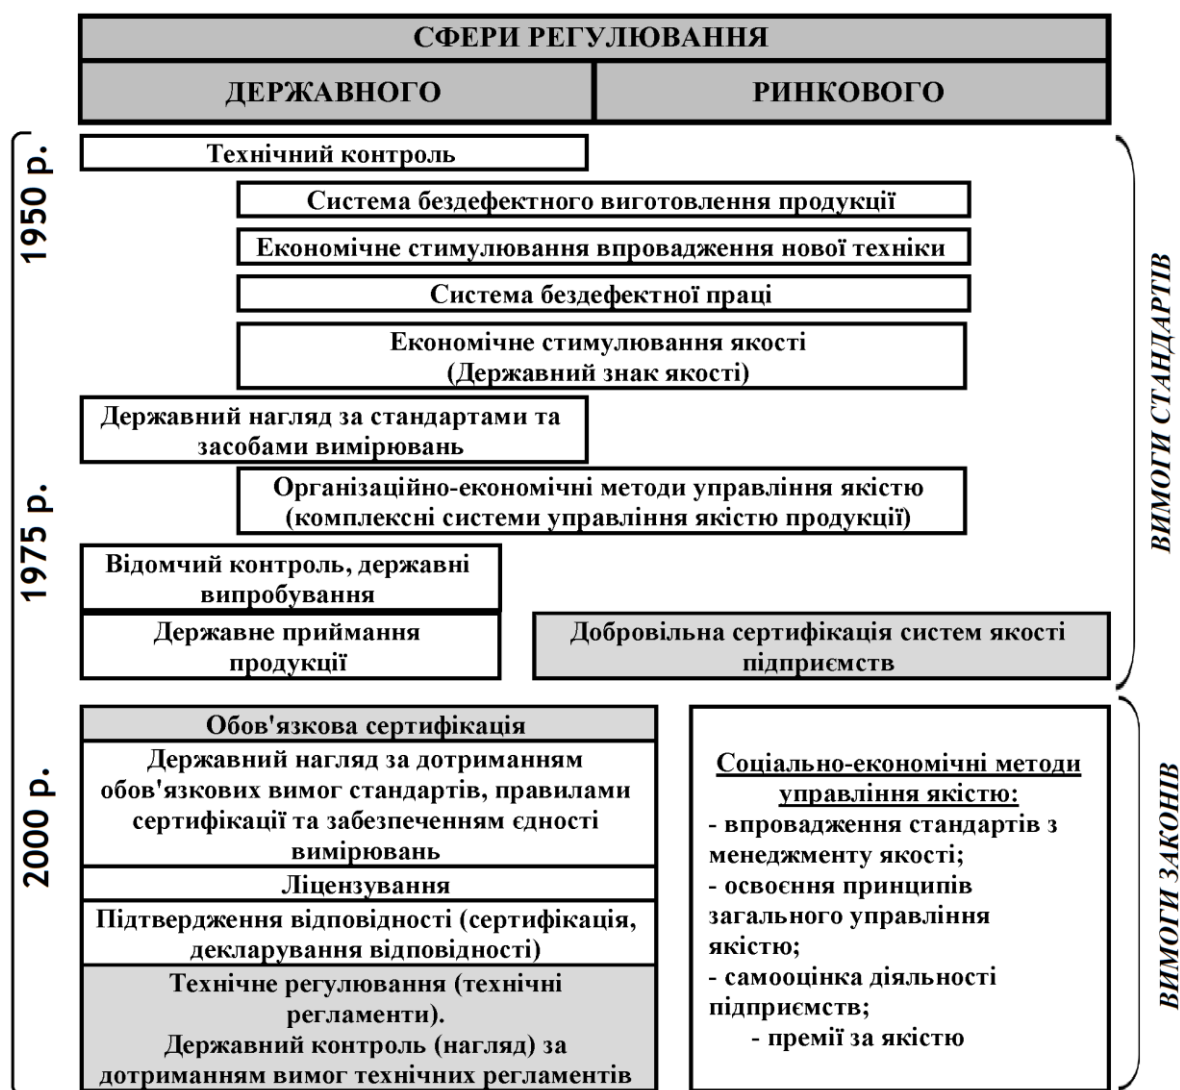 СФЕРИ РЕГУЛЮВАННЯ
ДЕРЖАВНОГО
РИНКОВОГО
1950 р.
Технічний контроль
Система бездефектного виготовлення продукції
Економічне стимулювання впровадження нової техніки
Система бездефектної праці
Економічне стимулювання якості
(Державний знак якості)
Державний нагляд за стандартами та
засобами вимірювань
1975 р.
Організаційно-економічні методи управління якістю
(комплексні системи управління якістю продукції)
Відомчий контроль, державні
випробування
Державне приймання
продукції
Добровільна сертифікація систем якості
підприємств
ВИМОГИ СТАНДАРТІВ
2000 р.
Обов'язкова сертифікація
Державний нагляд за дотриманням
обов'язкових вимог стандартів, правилами
сертифікації та забезпеченням єдності
вимірювань
Ліцензування
Підтвердження відповідності (сертифікація,
декларування відповідності)
Технічне регулювання (технічні
регламенти).
Державний контроль (нагляд) за
дотриманням вимог технічних регламентів
Соціально-економічні методи
управління якістю:
- впровадження стандартів з
менеджменту якості;
- освоєння принципів
загального управління
якістю;
- самооцінка діяльності
підприємств;
- премії за якістю
ВИМОГИ ЗАКОНІВ